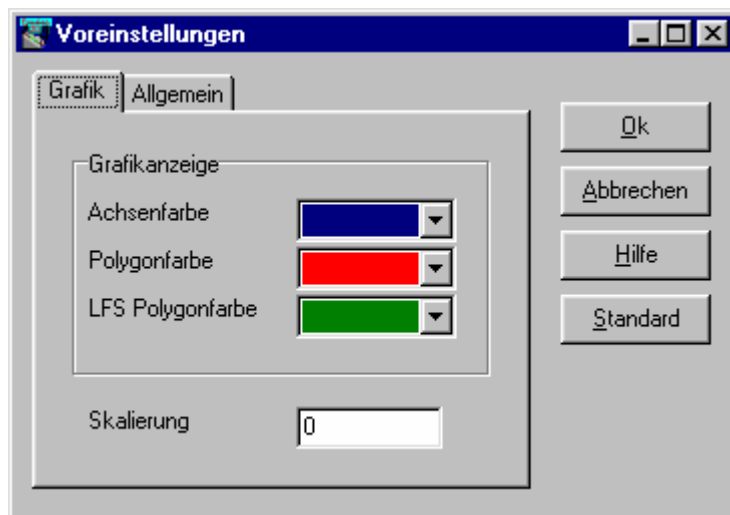 Voreinstellungen
Grafik
Allgemein
Grafikanzeige
Achsenfarbe
Polygonfarbe
LFS Polygonfarbe
Skalierung
0
Ok
Abbrechen
Hilfe
Standard